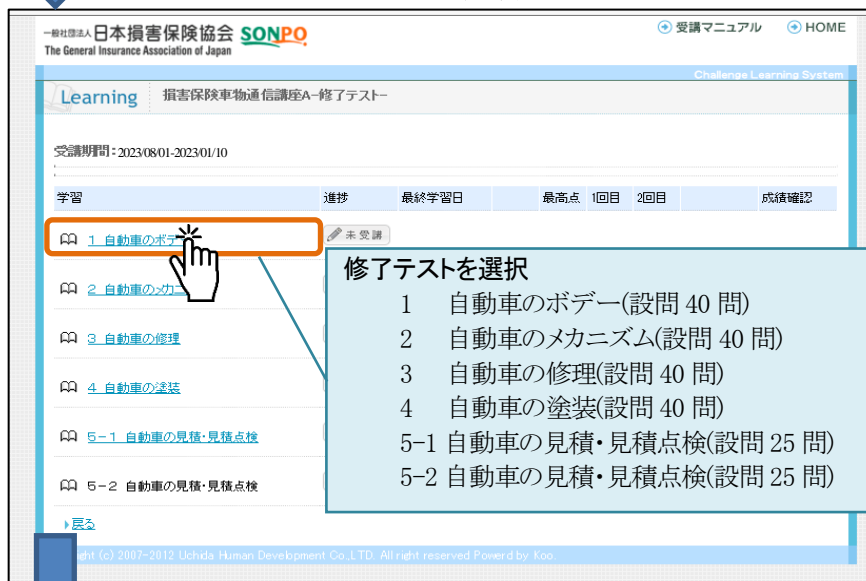 一般社団法人日本損害保険協会 SONPO
The General Insurance Association of Japan
受講マニュアル HOME
Challenge Learning System
Learning 損害保険車物通信講座A-修了テスト-
受講期間:2023/08/01-2023/01/10
学習 進捗 最終学習日 最高点 1回目 2回目 成績確認
1 自動車のボデー 未受講
2 自動車のメカニ
3 自動車の修理
4 自動車の塗装
5-1 自動車の見積・見積点検
5-2 自動車の見積・見積点検
戻る
修了テストを選択
1 自動車のボデー(設問 40 問)
2 自動車のメカニズム(設問 40 問)
3 自動車の修理(設問 40 問)
4 自動車の塗装(設問 40 問)
5-1 自動車の見積・見積点検(設問 25 問)
5-2 自動車の見積・見積点検(設問 25 問)
ght (c) 2007-2012 Uchida Human Development Co.,LTD. All right reserved Powerd by Koo.